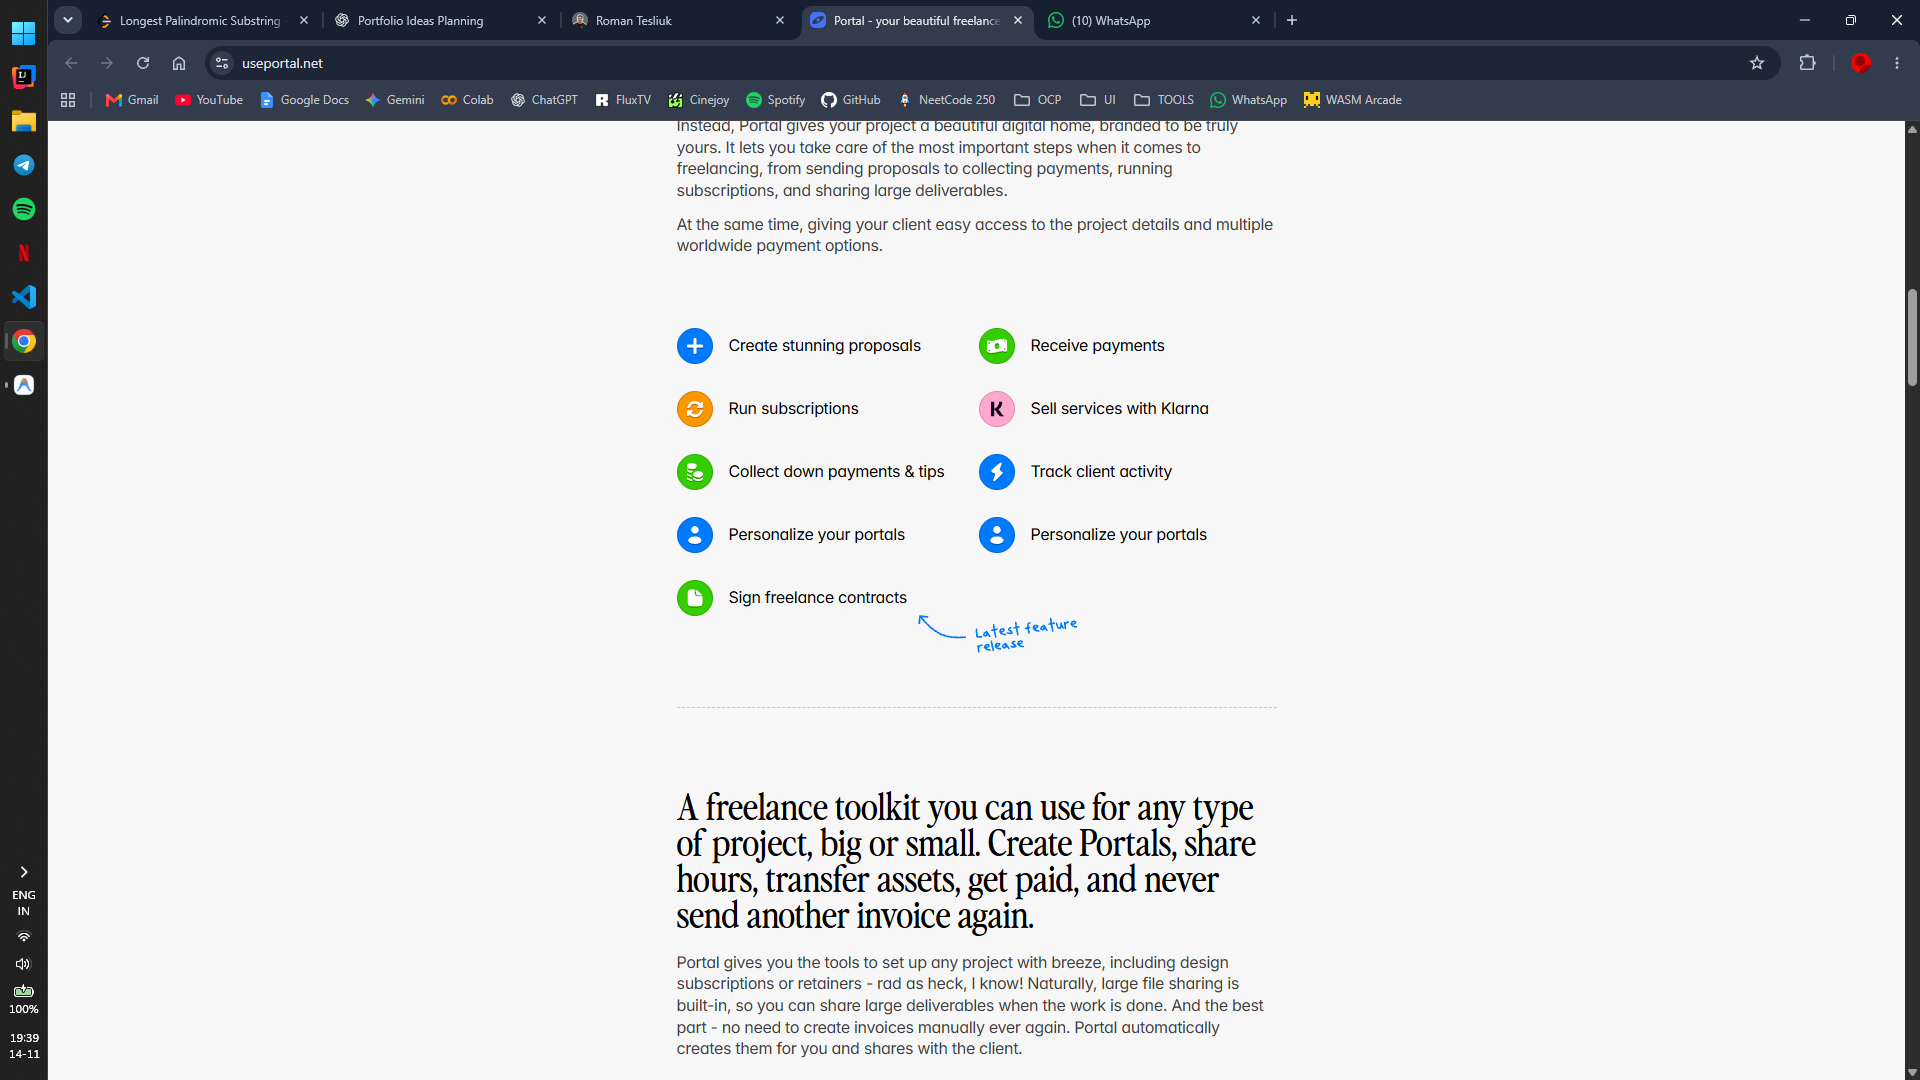 Longest Palindromic Substring
Portfolio Ideas Planning
Roman Tesliuk
Portal - your beautiful freelance
(10) WhatsApp
useportal.net
Gmail
YouTube
Google Docs
Gemini
Colab
ChatGPT
FluxTV
Cinejoy
Spotify
GitHub
NeetCode 250
OCP
UI
TOOLS
WhatsApp
WASM Arcade
Instead, Portal gives your project a beautiful digital home, branded to be truly
yours. It lets you take care of the most important steps when it comes to
freelancing, from sending proposals to collecting payments, running
subscriptions, and sharing large deliverables.
At the same time, giving your client easy access to the project details and multiple
worldwide payment options.
Create stunning proposals
Receive payments
Run subscriptions
K
Sell services with Klarna
Collect down payments & tips
Track client activity
Personalize your portals
Personalize your portals
Sign freelance contracts
Latest feature
release
A freelance toolkit you can use for any type
of project, big or small. Create Portals, share
hours, transfer assets, get paid, and never
send another invoice again.
Portal gives you the tools to set up any project with breeze, including design
subscriptions or retainers - rad as heck, I know! Naturally, large file sharing is
built-in, so you can share large deliverables when the work is done. And the best
part - no need to create invoices manually ever again. Portal automatically
creates them for you and shares with the client.
ENG
IN
100%
19:39
14-11